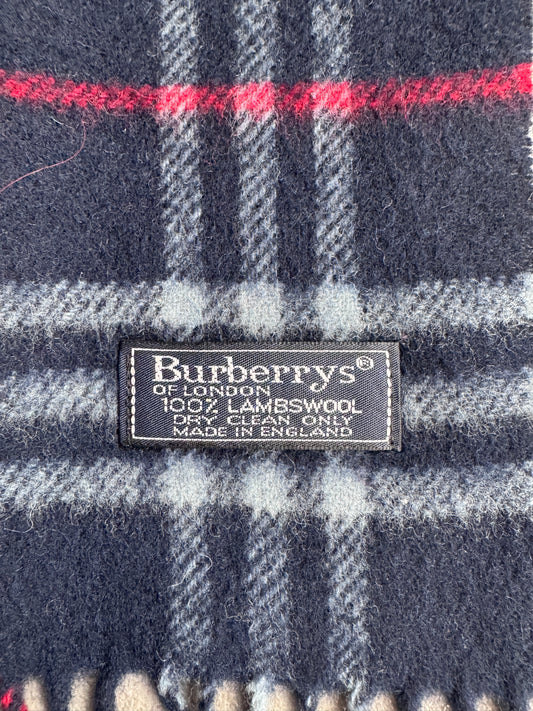 Burberrys®
OF LONDON
100% LAMBSWOOL
DRY CLEAN ONLY
MADE IN ENGLAND